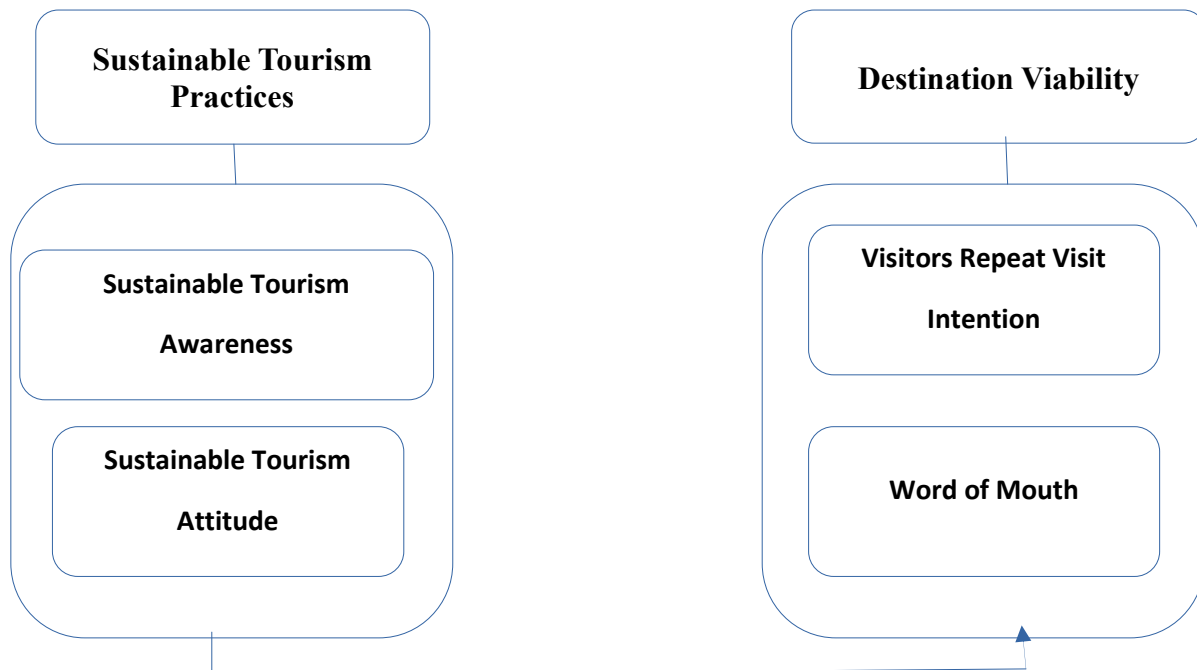 Sustainable Tourism
Practices
Sustainable Tourism
Awareness
Sustainable Tourism
Attitude
Destination Viability
Visitors Repeat Visit
Intention
Word of Mouth